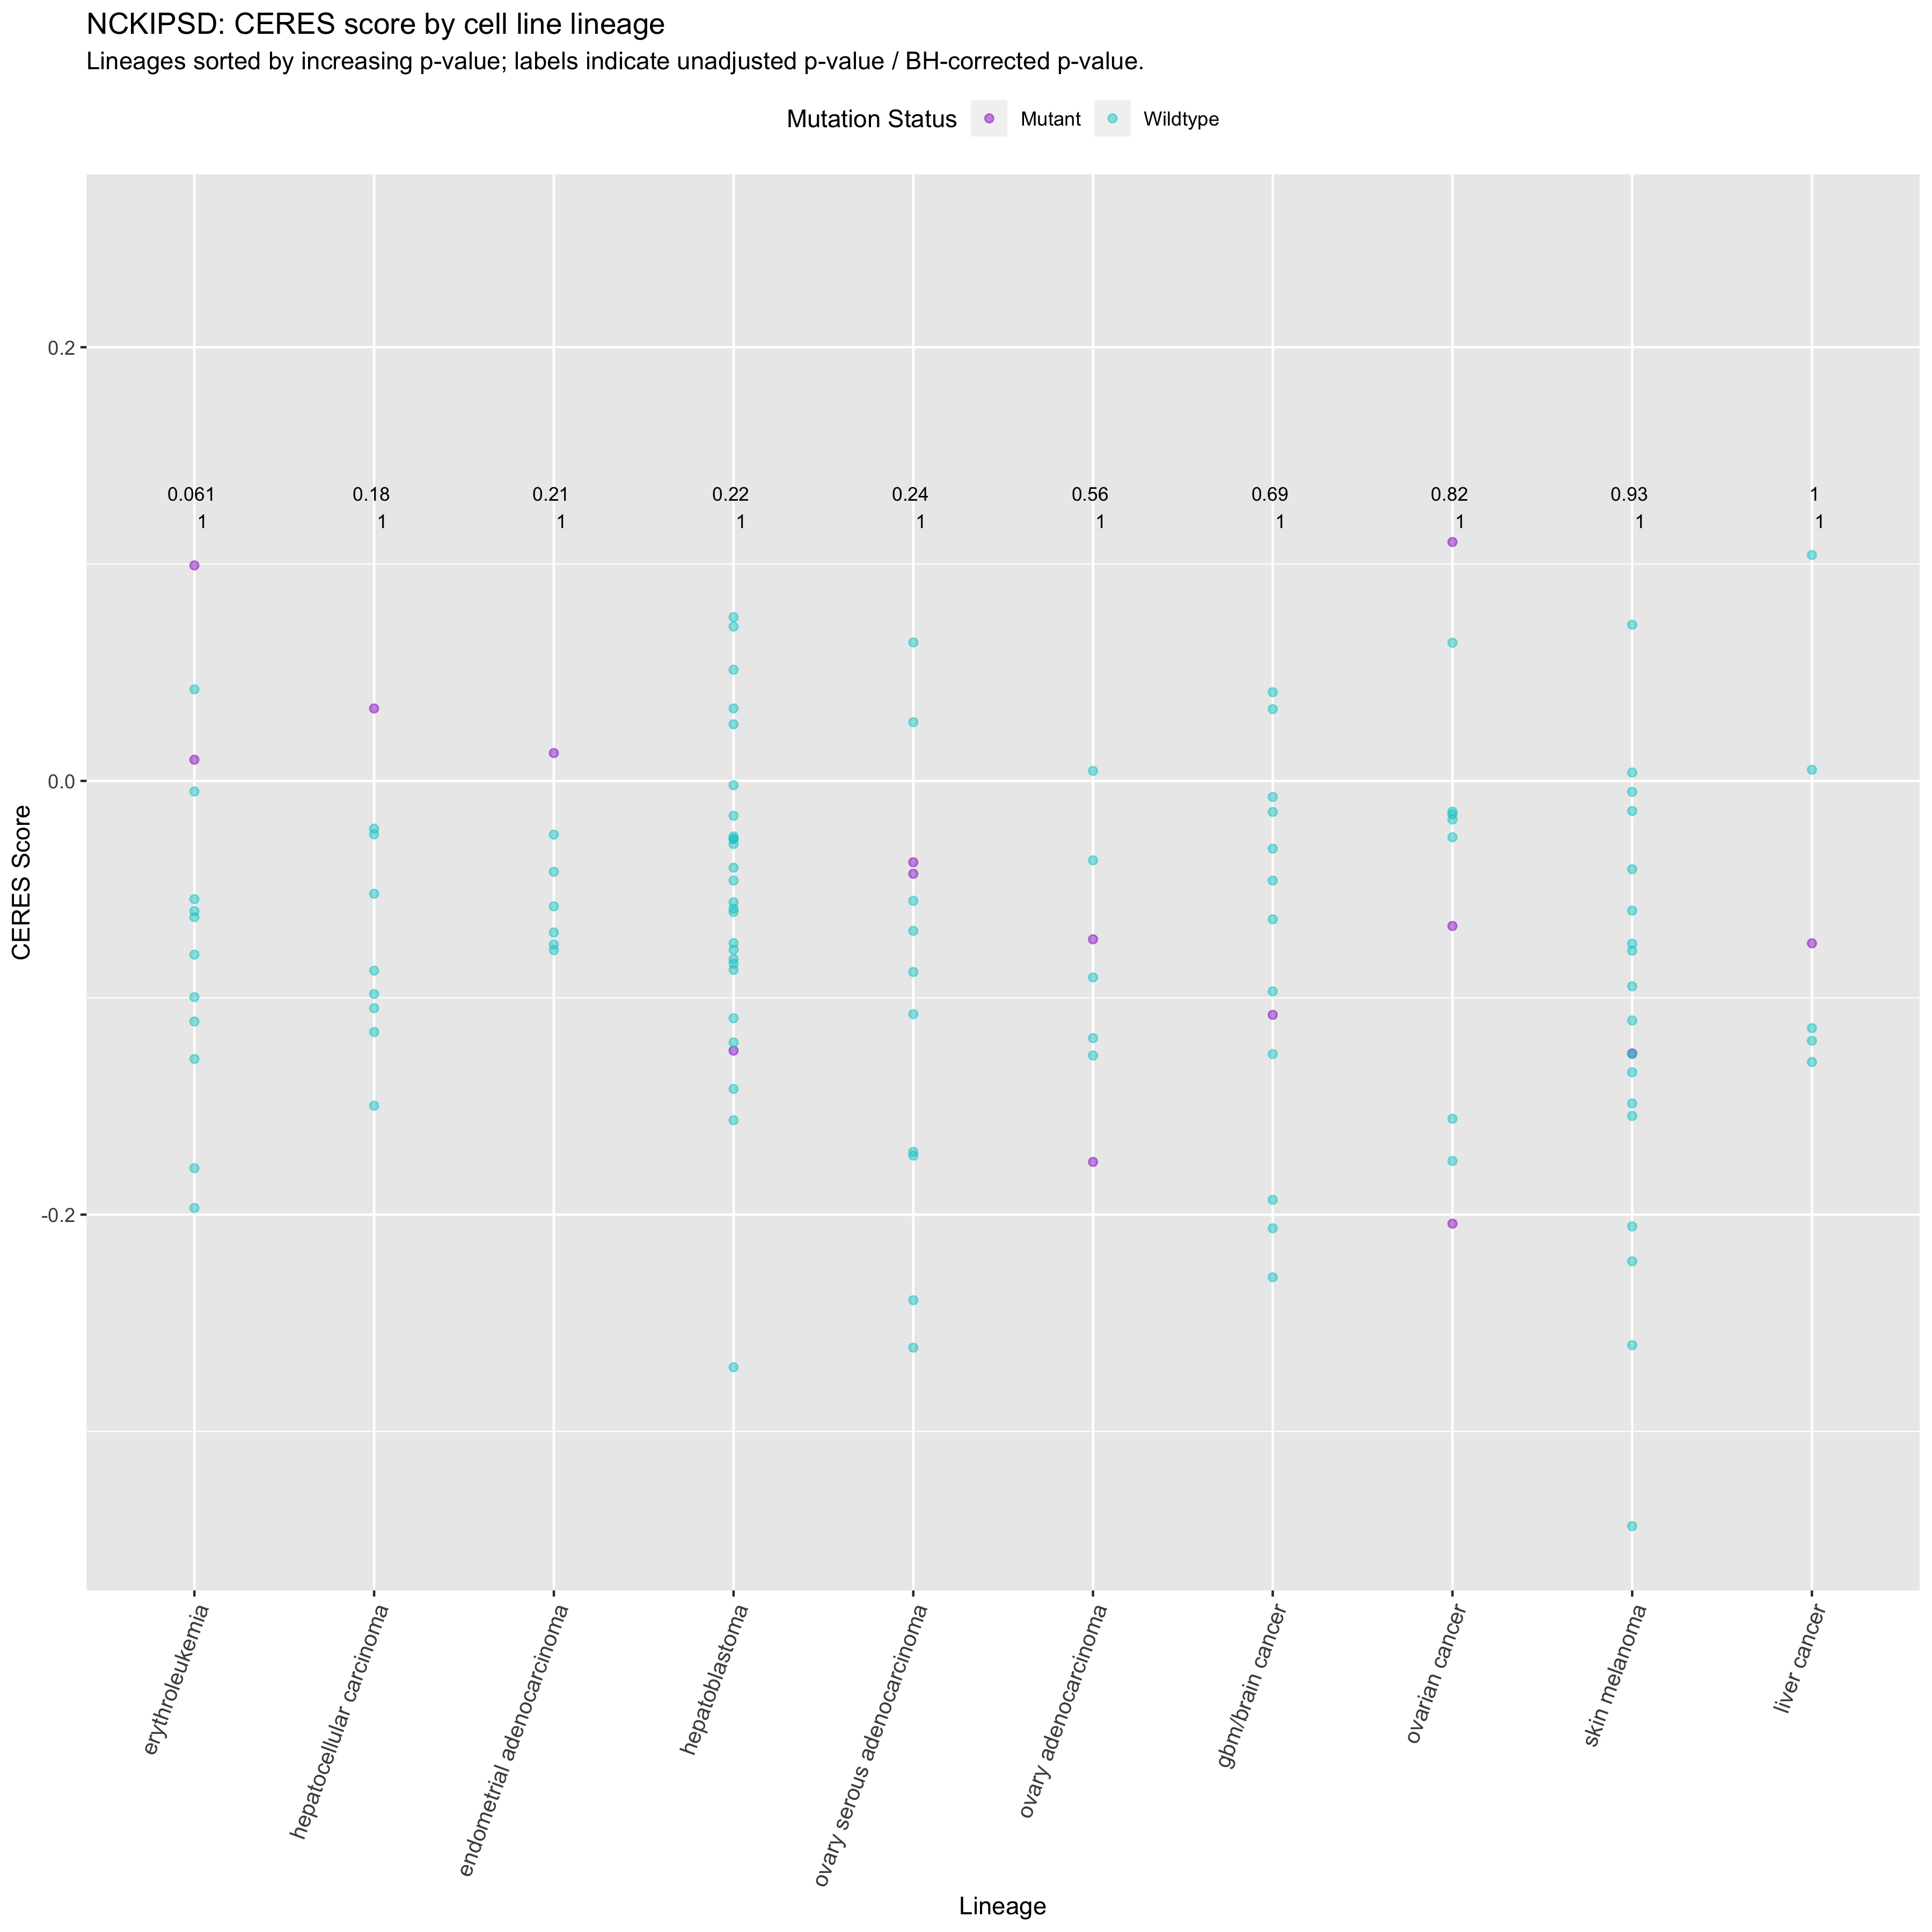 NCKIPSD: CERES score by cell line lineage
Lineages sorted by increasing p-value; labels indicate unadjusted p-value / BH-corrected p-value.
Mutation Status Mutant Wildtype
0.2
0.061 0.18 0.21 0.22 0.24 0.56 0.69 0.82 0.93 1
1 1 1 1 1 1 1 1 1 1
0.0
CERES Score
-0.2
erythroleukemia
hepatocellular carcinoma
endometrial adenocarcinoma
hepatoblastoma
ovary serous adenocarcinoma
ovary adenocarcinoma
gbm/brain cancer
ovarian cancer
skin melanoma
liver cancer
Lineage